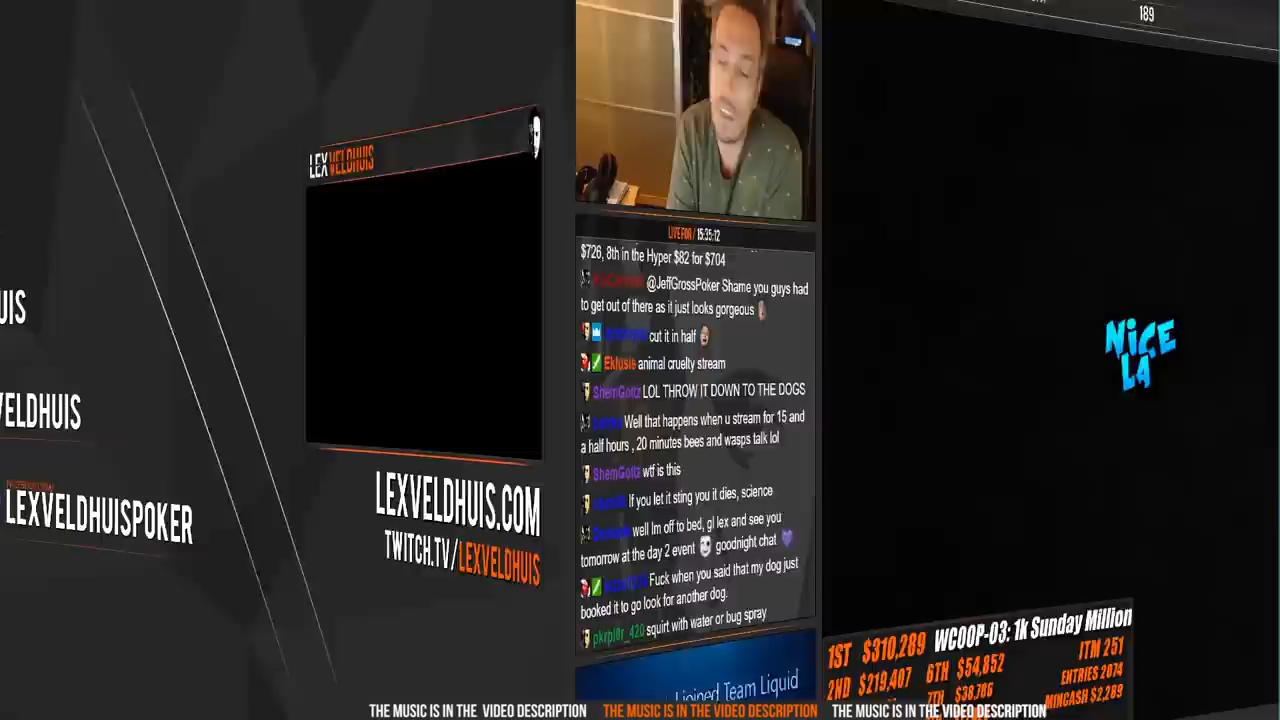 189
LEXVELDHUIS
UIS
VELDHUIS
LEXVELDHUISPOKER
LEXVELDHUIS.COM
TWITCH.TV/LEXVELDHUIS
LIVE FOR / 15:35:12
$726, 8th in the Hyper $82 for $704
@JeffGrossPoker Shame you guys had
to get out of there as it just looks gorgeous
cut it in half
Eklusis animal cruelty stream
ShemGottz LOL THROW IT DOWN TO THE DOGS
Well that happens when u stream for 15 and
a half hours , 20 minutes bees and wasps talk lol
ShemGottz wtf is this
If you let it sting you it dies, science
well Im off to bed, gl lex and see you
tomorrow at the day 2 event goodnight chat
Fuck when you said that my dog just
booked it to go look for another dog.
pkrpl8r_420 squirt with water or bug spray
I joined Team Liquid
NICE
LA
WCOOP-03: 1k Sunday Million
1ST $310,289
2ND $219,407
6TH $54,852
7TH $38,786
ITM 251
ENTRIES 2074
MINCASH $2,289
THE MUSIC IS IN THE VIDEO DESCRIPTION THE MUSIC IS IN THE VIDEO DESCRIPTION THE MUSIC IS IN THE VIDEO DESCRIPTION